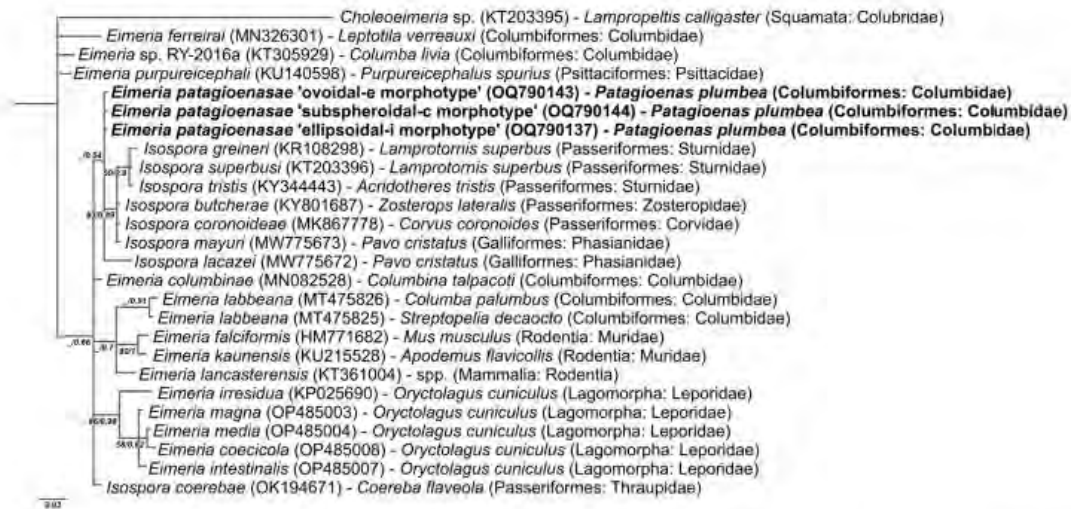 Choleoeimeria sp. (KT203395) - Lampropeltis calligaster (Squamata: Colubridae)
Eimeria ferreirai (MN326301) - Leptotila verreauxi (Columbiformes: Columbidae)
Eimeria sp. RY-2016a (KT305929) - Columba livia (Columbiformes: Columbidae)
Eimeria purpureicephali (KU140598) - Purpureicephalus spurius (Psittaciformes: Psittacidae)
Eimeria patagioenasae 'ovoidal-e morphotype' (OQ790143) - Patagioenas plumbea (Columbiformes: Columbidae)
Eimeria patagioenasae 'subspheroidal-c morphotype' (OQ790144) - Patagioenas plumbea (Columbiformes: Columbidae)
Eimeria patagioenasae 'ellipsoidal-i morphotype' (OQ790137) - Patagioenas plumbea (Columbiformes: Columbidae)
Isospora greineri (KR108298) - Lamprotornis superbus (Passeriformes: Sturnidae)
_/0.54
Isospora superbusi (KT203396) - Lamprotornis superbus (Passeriformes: Sturnidae)
Isospora tristis (KY344443) - Acridotheres tristis (Passeriformes: Sturnidae)
Isospora butcherae (KY801687) - Zosterops lateralis (Passeriformes: Zosteropidae)
Isospora coronoideae (MK867778) - Corvus coronoides (Passeriformes: Corvidae)
Isospora mayuri (MW775673) - Pavo cristatus (Galliformes: Phasianidae)
Isospora lacazei (MW775672) - Pavo cristatus (Galliformes: Phasianidae)
Eimeria columbinae (MN082528) - Columbina talpacoti (Columbiformes: Columbidae)
Eimeria labbeana (MT475826) - Columba palumbus (Columbiformes: Columbidae)
_/0.91
Eimeria labbeana (MT475825) - Streptopelia decaocto (Columbiformes: Columbidae)
Eimeria falciformis (HM771682) - Mus musculus (Rodentia: Muridae)
_/0.66
_/0.7
Eimeria kaunensis (KU215528) - Apodemus flavicollis (Rodentia: Muridae)
Eimeria lancasterensis (KT361004) - spp. (Mammalia: Rodentia)
Eimeria irresidua (KP025690) - Oryctolagus cuniculus (Lagomorpha: Leporidae)
Eimeria magna (OP485003) - Oryctolagus cuniculus (Lagomorpha: Leporidae)
Eimeria media (OP485004) - Oryctolagus cuniculus (Lagomorpha: Leporidae)
Eimeria coecicola (OP485008) - Oryctolagus cuniculus (Lagomorpha: Leporidae)
Eimeria intestinalis (OP485007) - Oryctolagus cuniculus (Lagomorpha: Leporidae)
Isospora coerebae (OK194671) - Coereba flaveola (Passeriformes: Thraupidae)